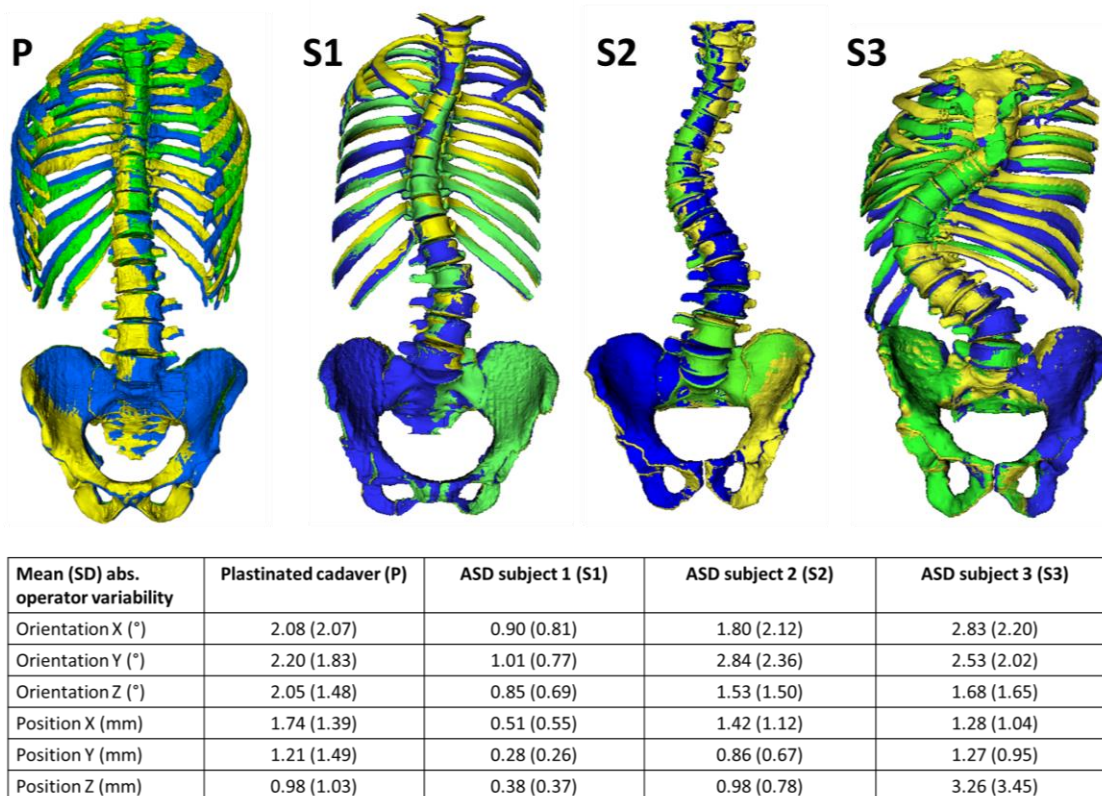 P S1 S2 S3
Mean (SD) abs. operator variability Plastinated cadaver (P) ASD subject 1 (S1) ASD subject 2 (S2) ASD subject 3 (S3)
Orientation X (°) 2.08 (2.07) 0.90 (0.81) 1.80 (2.12) 2.83 (2.20)
Orientation Y (°) 2.20 (1.83) 1.01 (0.77) 2.84 (2.36) 2.53 (2.02)
Orientation Z (°) 2.05 (1.48) 0.85 (0.69) 1.53 (1.50) 1.68 (1.65)
Position X (mm) 1.74 (1.39) 0.51 (0.55) 1.42 (1.12) 1.28 (1.04)
Position Y (mm) 1.21 (1.49) 0.28 (0.26) 0.86 (0.67) 1.27 (0.95)
Position Z (mm) 0.98 (1.03) 0.38 (0.37) 0.98 (0.78) 3.26 (3.45)